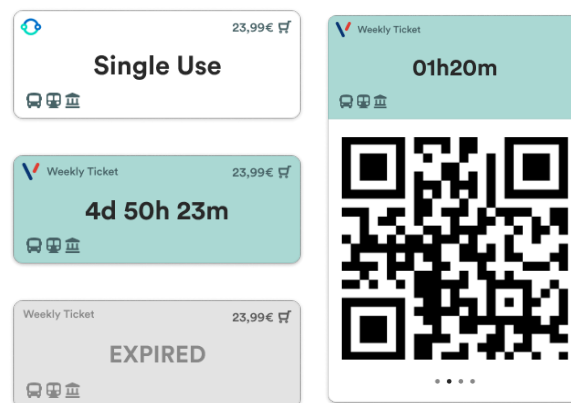 23,99€
Single Use
Weekly Ticket 23,99€
4d 50h 23m
Weekly Ticket 23,99€
EXPIRED
Weekly Ticket
01h20m